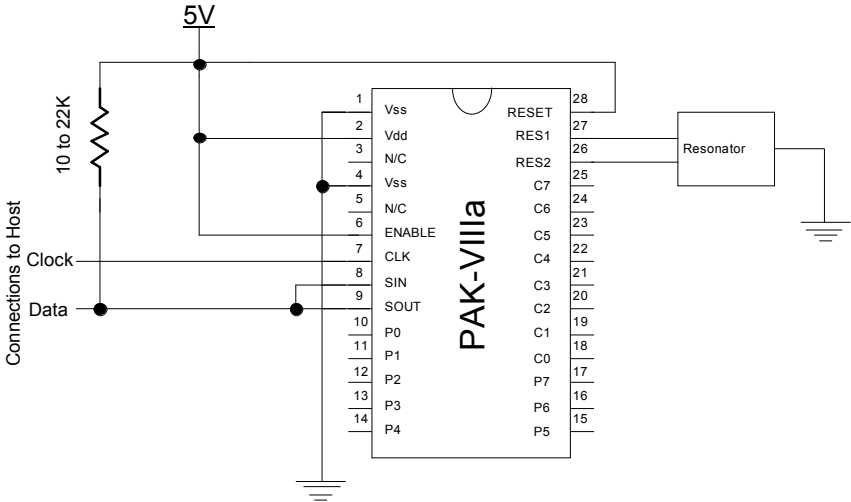 5V
10 to 22K
Connections to Host
Clock
Data
PAK-VIIIa
1 Vss
2 Vdd
3 N/C
4 Vss
5 N/C
6 ENABLE
7 CLK
8 SIN
9 SOUT
10 P0
11 P1
12 P2
13 P3
14 P4
28 RESET
27 RES1
26 RES2
25 C7
24 C6
23 C5
22 C4
21 C3
20 C2
19 C1
18 C0
17 P7
16 P6
15 P5
Resonator